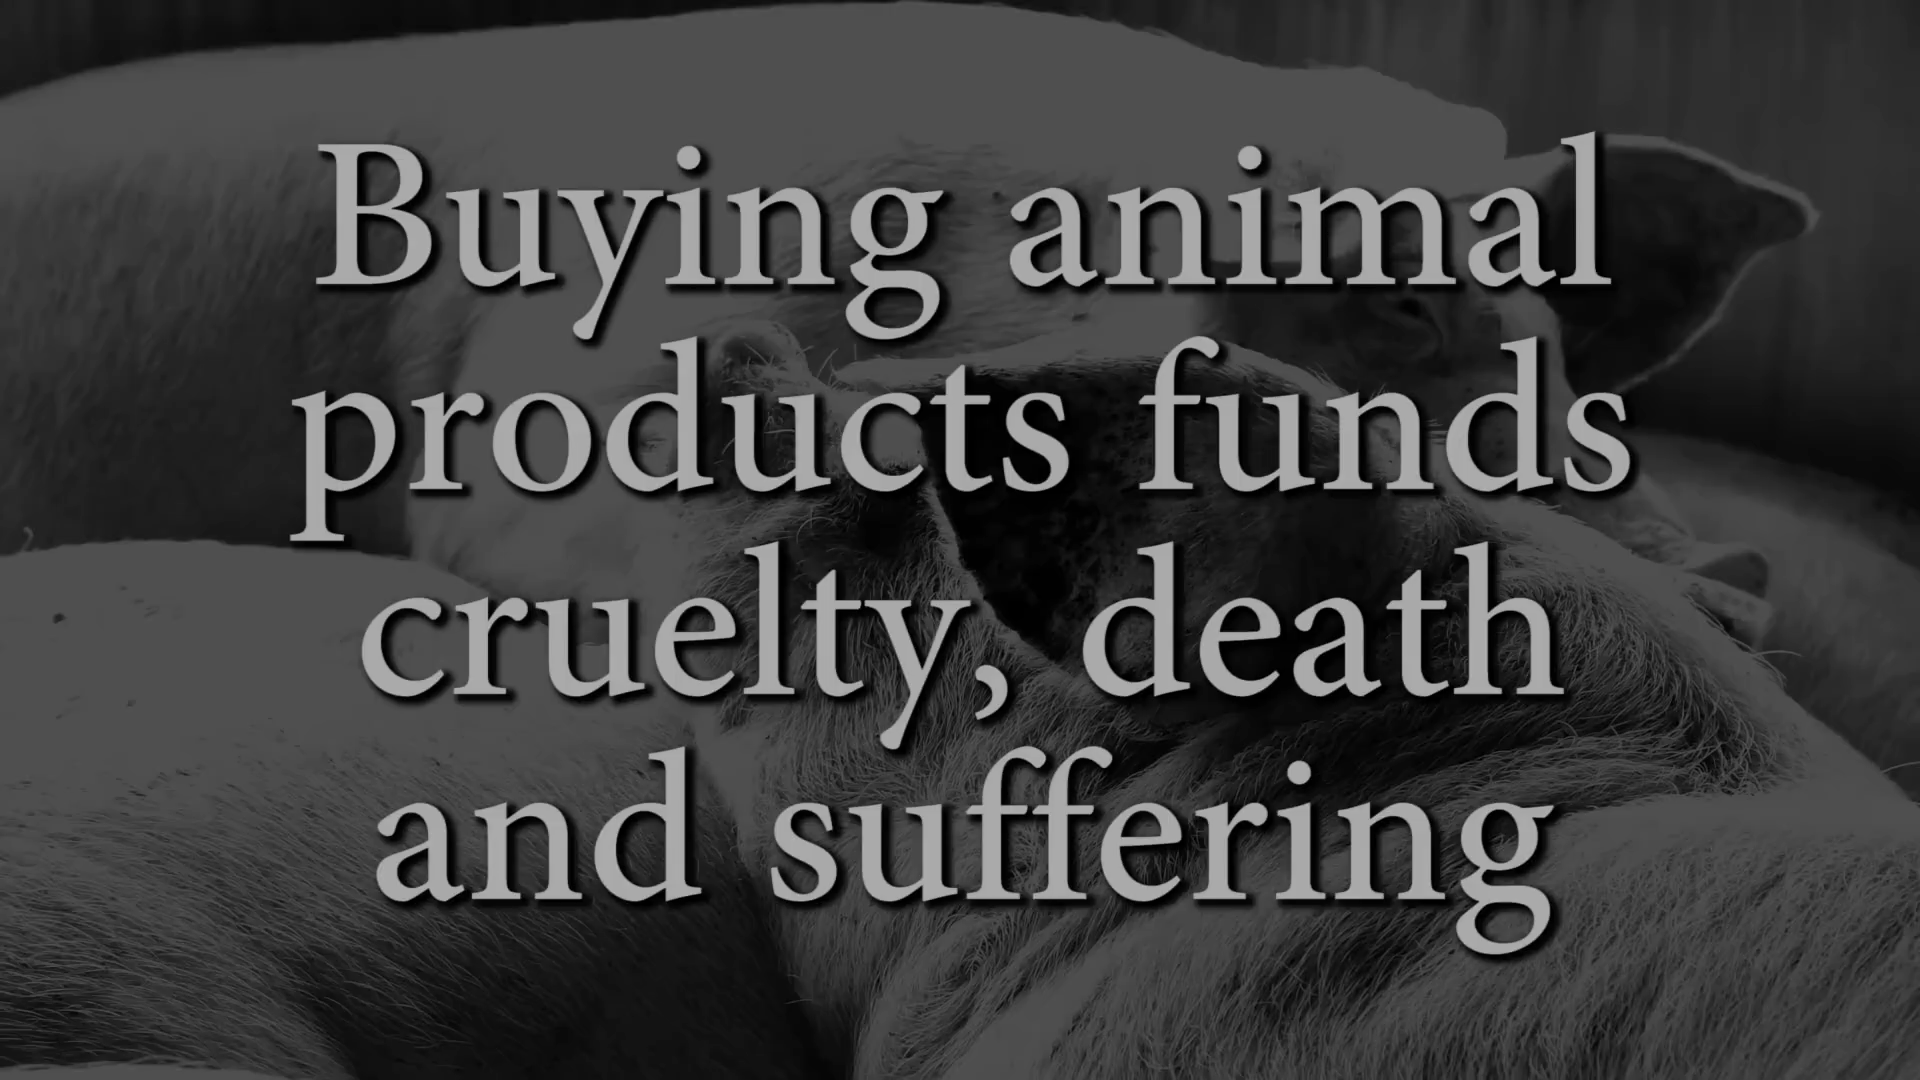 Buying animal
products funds
cruelty, death
and suffering